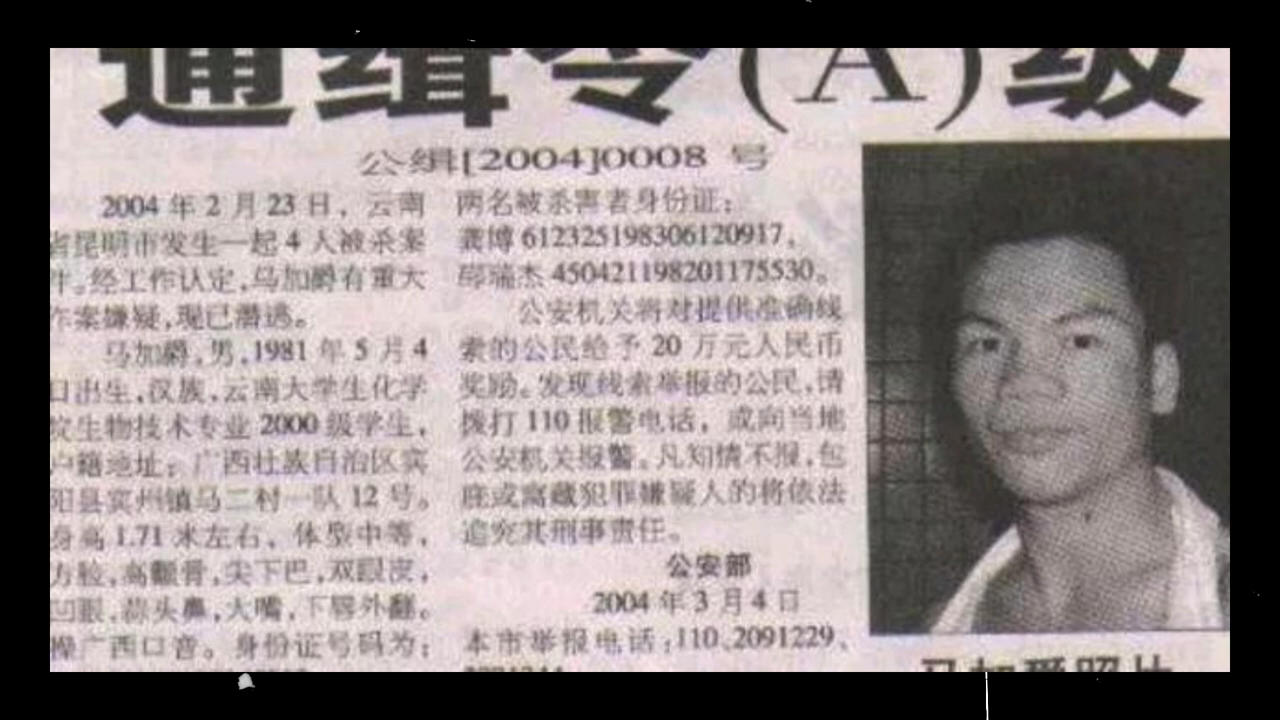 通缉令(A)级
公缉[2004]0008 号
2004 年 2 月 23 日，云南
省昆明市发生一起 4 人被杀案
件。经工作认定,马加爵有重大
作案嫌疑,现已潜逃。
马加爵,男,1981 年 5 月 4
日出生,汉族,云南大学生化学
院生物技术专业 2000 级学生,
户籍地址：广西壮族自治区宾
阳县宾州镇马二村一队 12 号。
身高 1.71 米左右，体型中等，
方脸,高颧骨,尖下巴,双眼皮,
凹眼,蒜头鼻,大嘴,下唇外翻。
操广西口音。身份证号码为：
两名被杀害者身份证：
龚博 612325198306120917，
邵瑞杰 450421198201175530。
公安机关将对提供准确线
索的公民给予 20 万元人民币
奖励。发现线索举报的公民,请
拨打 110 报警电话，或向当地
公安机关报警。凡知情不报,包
庇或窝藏犯罪嫌疑人的将依法
追究其刑事责任。
公安部
2004 年 3 月 4 日
本市举报电话:110、2091229、
马加爵照片